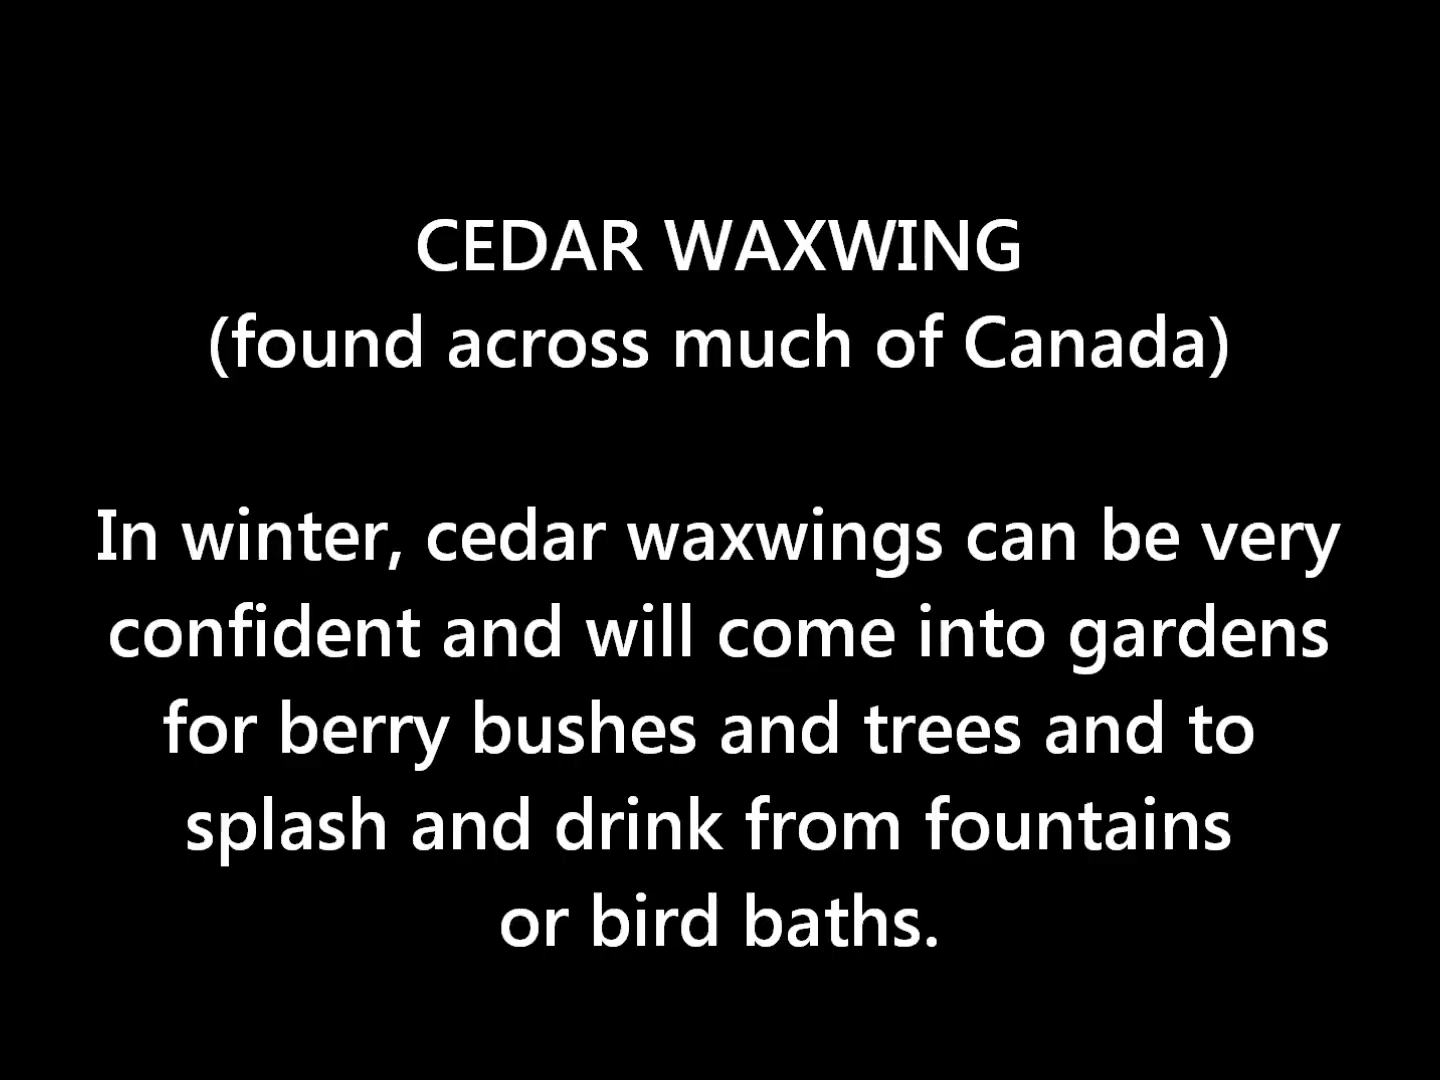 CEDAR WAXWING
(found across much of Canada)
In winter, cedar waxwings can be very
confident and will come into gardens
for berry bushes and trees and to
splash and drink from fountains
or bird baths.